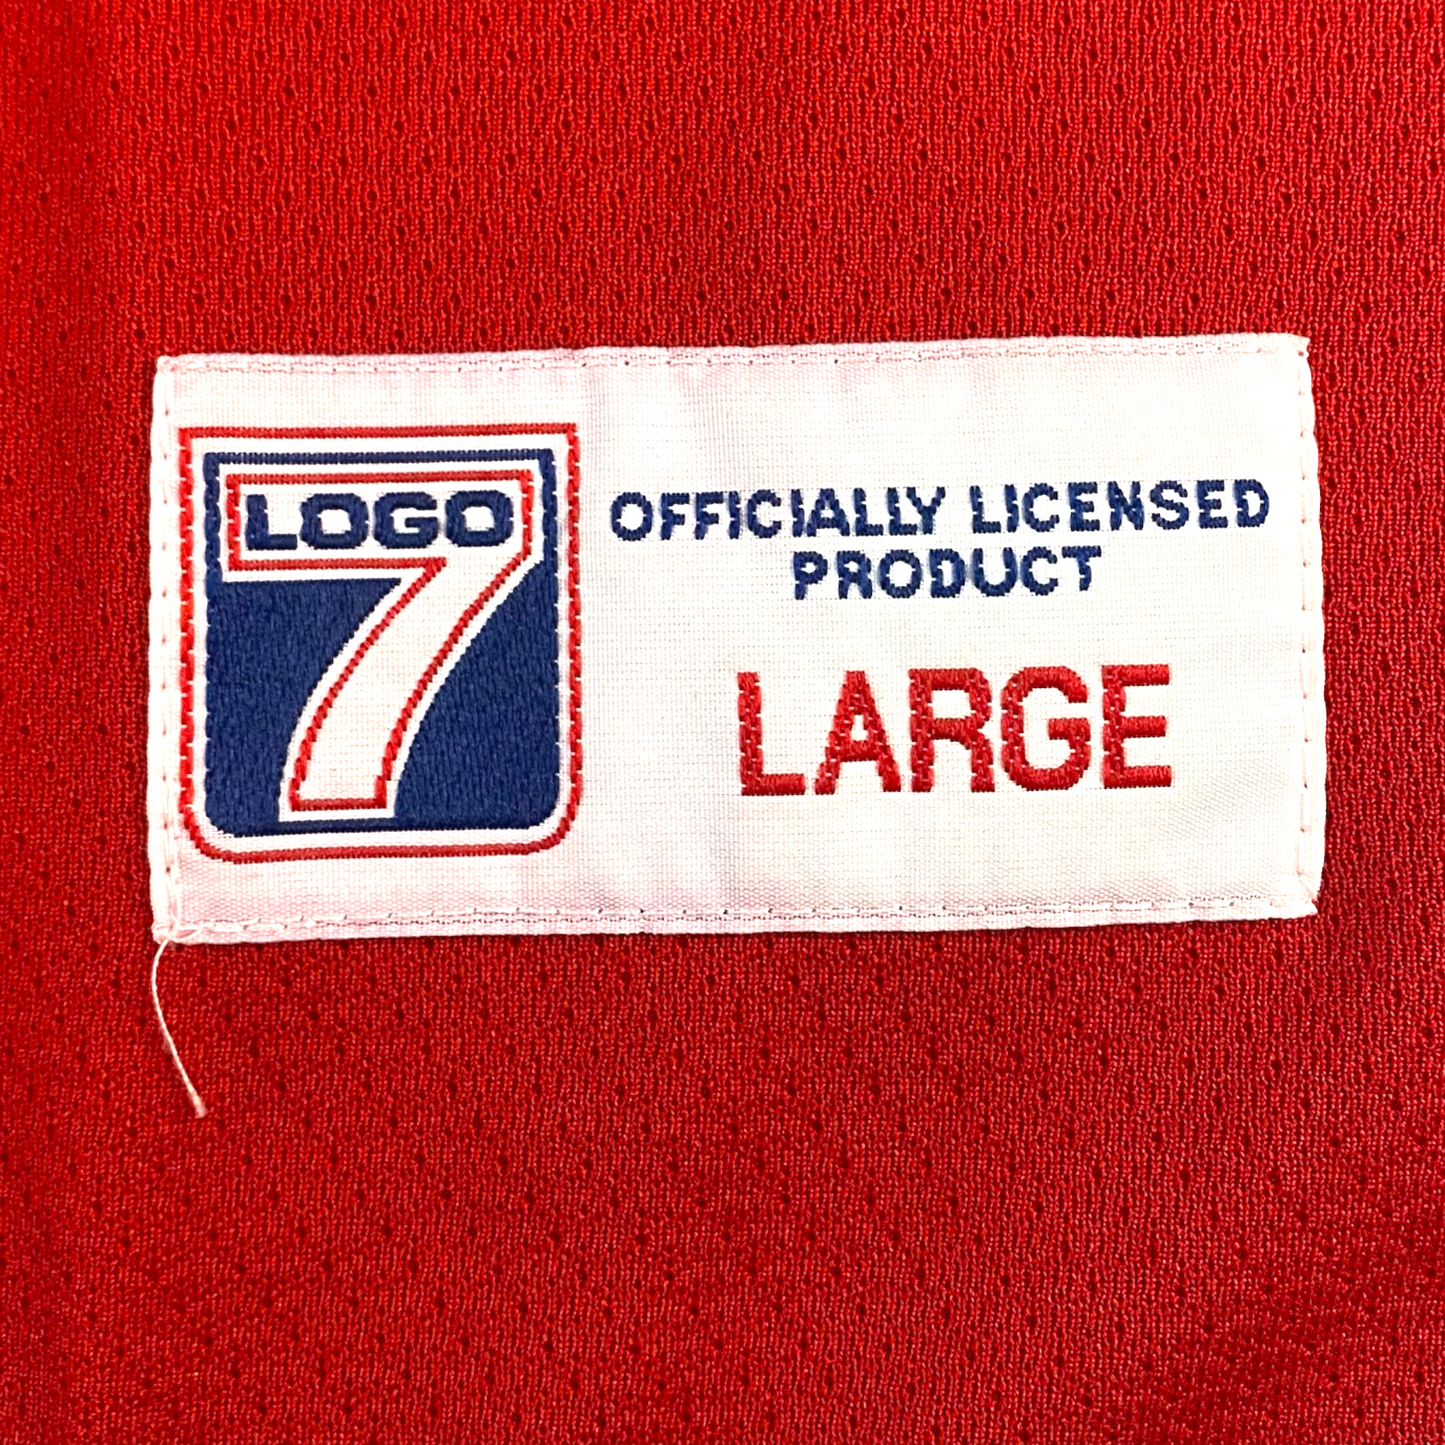 LOGO
7
OFFICIALLY LICENSED
PRODUCT
LARGE